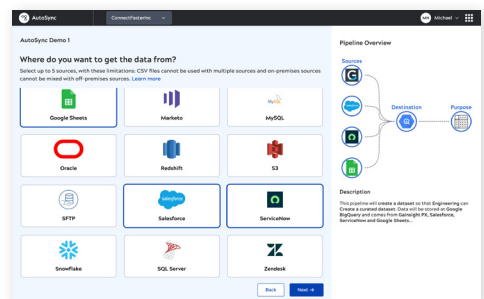 AutoSync
ConnectFasterInc
MN
Michael
AutoSync Demo 1
Where do you want to get the data from?
Select up to 5 sources, with these limitations: CSV files cannot be used with multiple sources and on-premises sources
cannot be mixed with off-premises sources. Learn more
Google Sheets
Marketo
MySQL
MySQL
Oracle
Redshift
S3
SFTP
salesforce
Salesforce
ServiceNow
Snowflake
SQL Server
Zendesk
Back
Next →
Pipeline Overview
Sources
Destination
Purpose
Description
This pipeline will create a dataset so that Engineering can
Create a curated dataset. Data will be stored at Google
BigQuery and comes from Gainsight PX, Salesforce,
ServiceNow and Google Sheets...